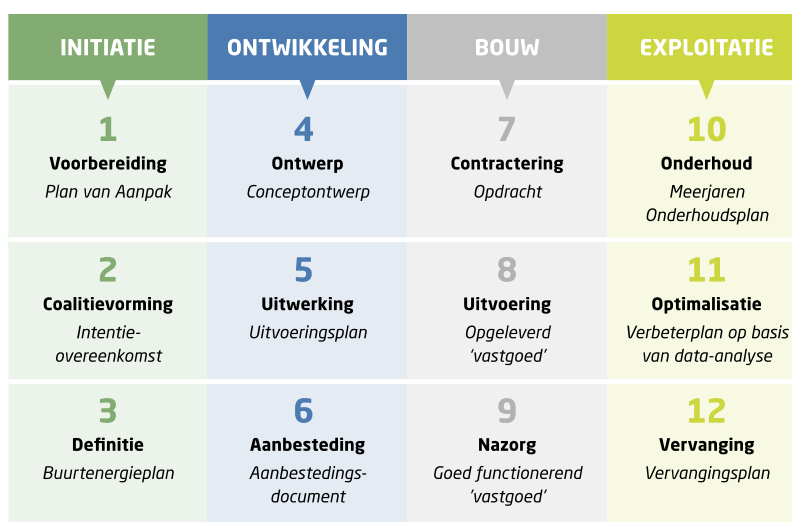 INITIATIE
ONTWIKKELING
BOUW
EXPLOITATIE
1
Voorbereiding
Plan van Aanpak
4
Ontwerp
Conceptontwerp
7
Contractering
Opdracht
10
Onderhoud
Meerjaren
Onderhoudsplan
2
Coalitievorming
Intentie-
overeenkomst
5
Uitwerking
Uitvoeringsplan
8
Uitvoering
Opgeleverd
‘vastgoed’
11
Optimalisatie
Verbeterplan op basis
van data-analyse
3
Definitie
Buurtenergieplan
6
Aanbesteding
Aanbestedings-
document
9
Nazorg
Goed functionerend
’vastgoed’
12
Vervanging
Vervangingsplan